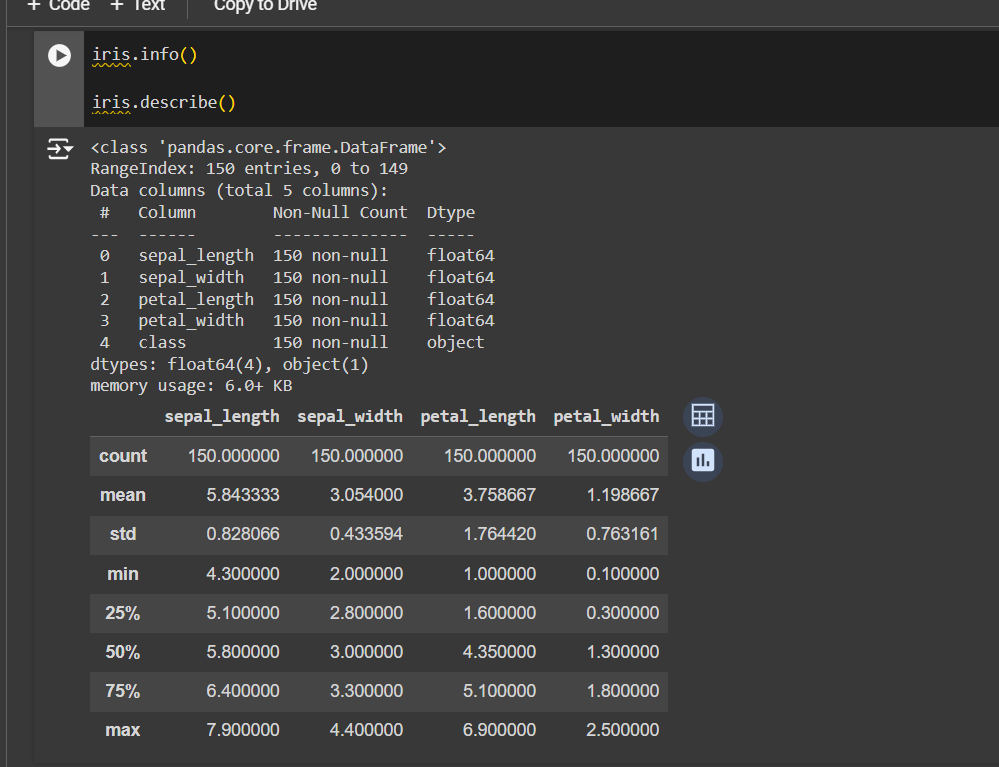 + Code + Text Copy to Drive
iris.info()
iris.describe()
<class 'pandas.core.frame.DataFrame'>
RangeIndex: 150 entries, 0 to 149
Data columns (total 5 columns):
 #   Column        Non-Null Count  Dtype
---  ------        --------------  -----
 0   sepal_length  150 non-null    float64
 1   sepal_width   150 non-null    float64
 2   petal_length  150 non-null    float64
 3   petal_width   150 non-null    float64
 4   class         150 non-null    object
dtypes: float64(4), object(1)
memory usage: 6.0+ KB
sepal_length sepal_width petal_length petal_width
count 150.000000 150.000000 150.000000 150.000000
mean 5.843333 3.054000 3.758667 1.198667
std 0.828066 0.433594 1.764420 0.763161
min 4.300000 2.000000 1.000000 0.100000
25% 5.100000 2.800000 1.600000 0.300000
50% 5.800000 3.000000 4.350000 1.300000
75% 6.400000 3.300000 5.100000 1.800000
max 7.900000 4.400000 6.900000 2.500000